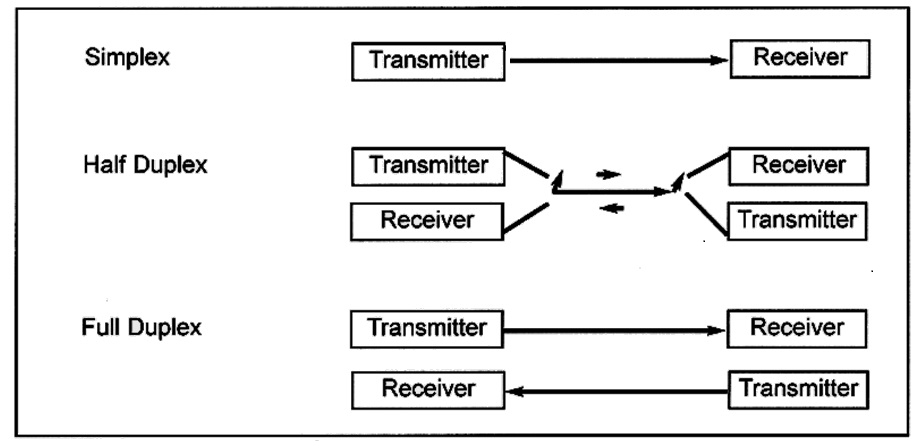 Simplex Transmitter Receiver
Half Duplex Transmitter Receiver
Receiver Transmitter
Full Duplex Transmitter Receiver
Receiver Transmitter